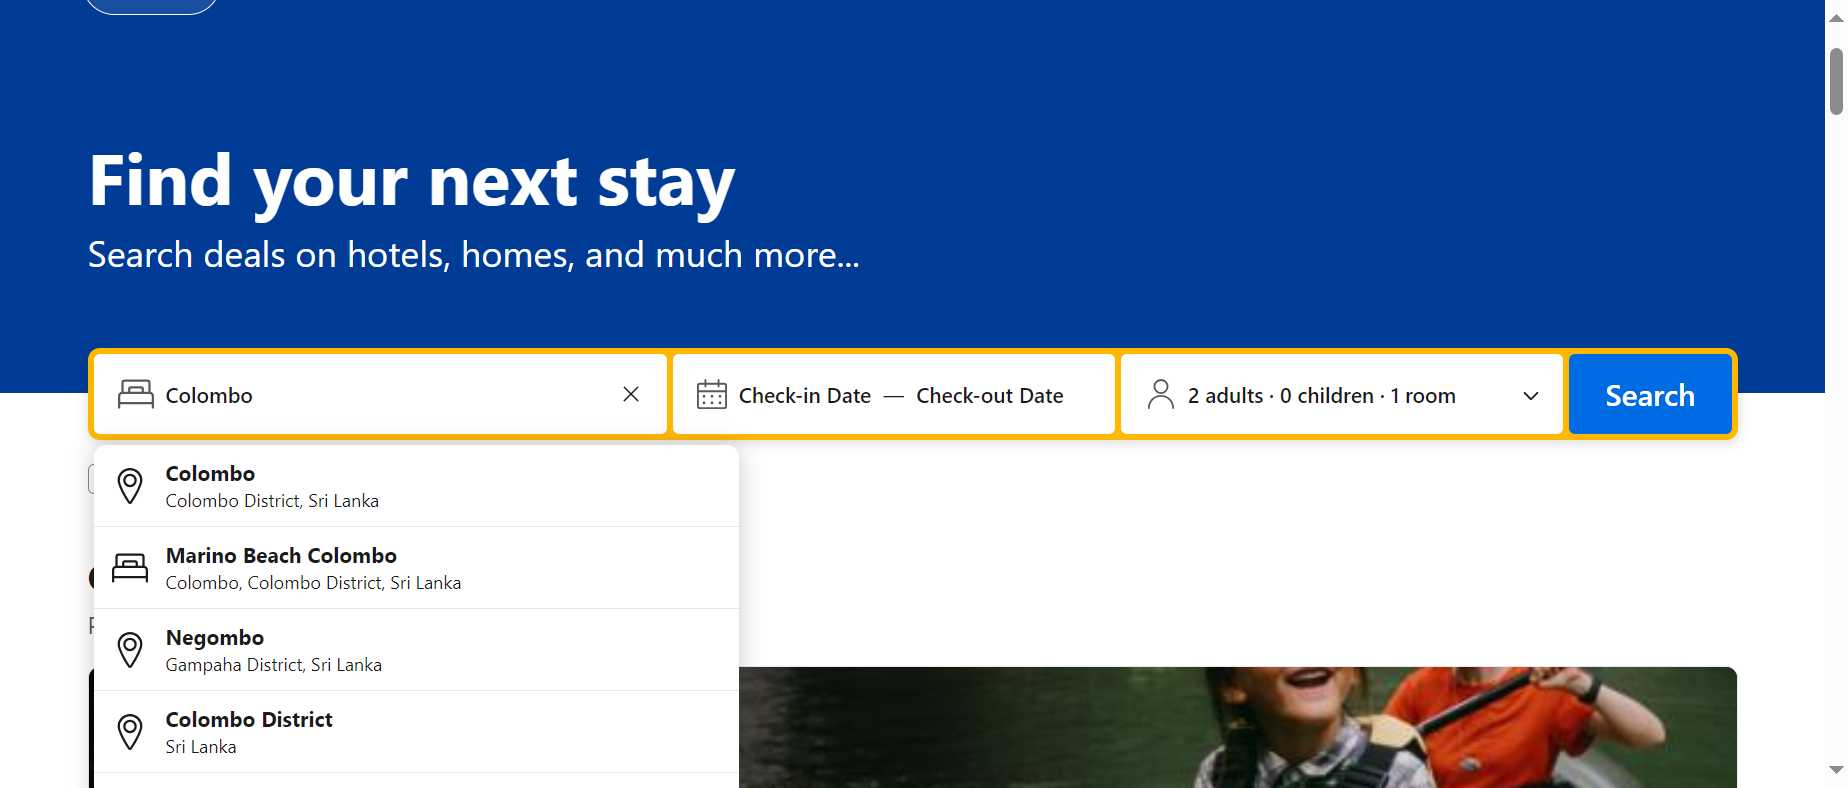 Find your next stay
Search deals on hotels, homes, and much more...
Colombo
Check-in Date — Check-out Date
2 adults · 0 children · 1 room
Search
Colombo
Colombo District, Sri Lanka
Marino Beach Colombo
Colombo, Colombo District, Sri Lanka
Negombo
Gampaha District, Sri Lanka
Colombo District
Sri Lanka